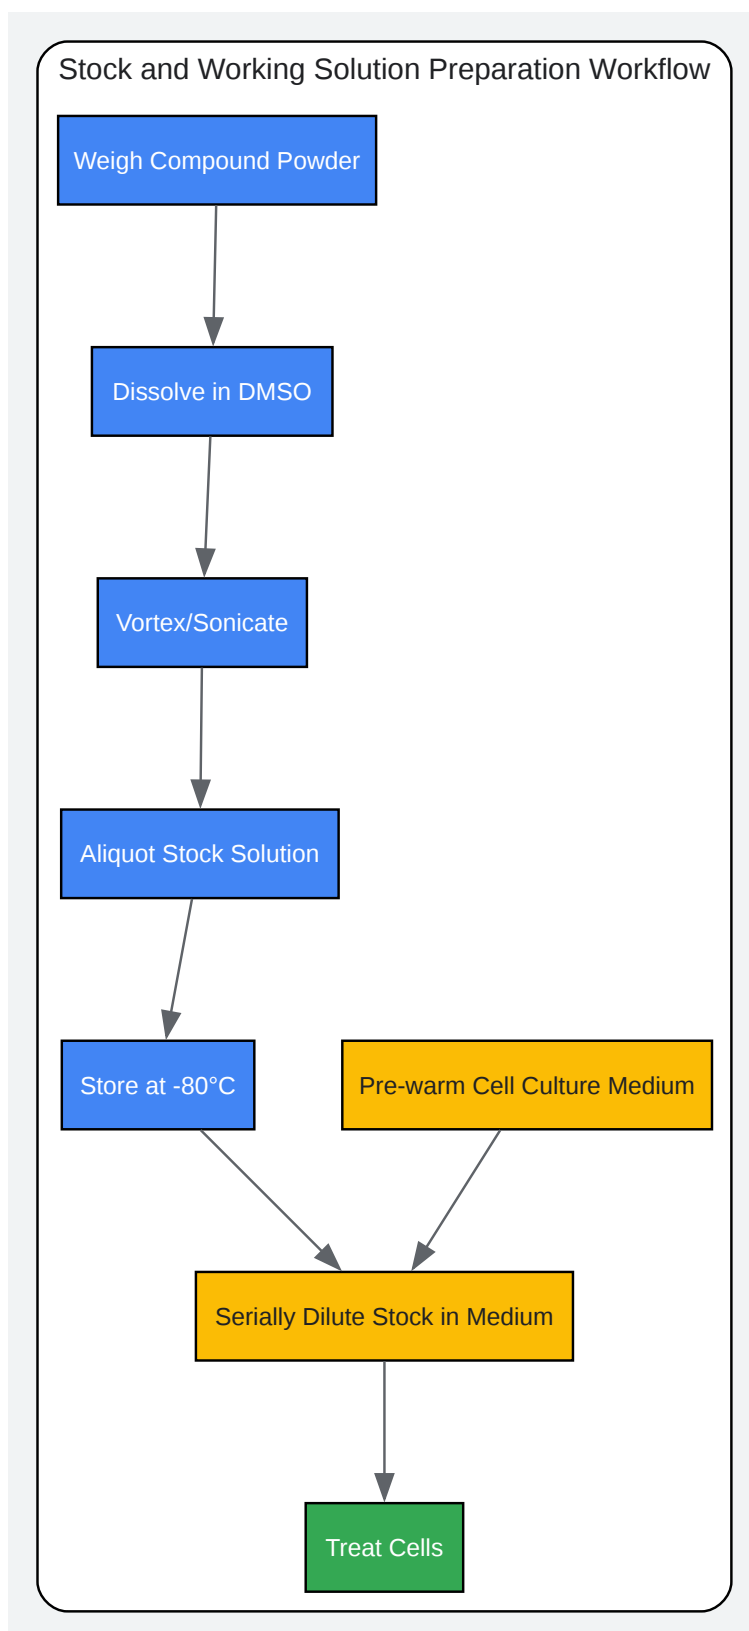 Stock and Working Solution Preparation Workflow
Weigh Compound Powder
Dissolve in DMSO
Vortex/Sonicate
Aliquot Stock Solution
Store at -80°C
Pre-warm Cell Culture Medium
Serially Dilute Stock in Medium
Treat Cells